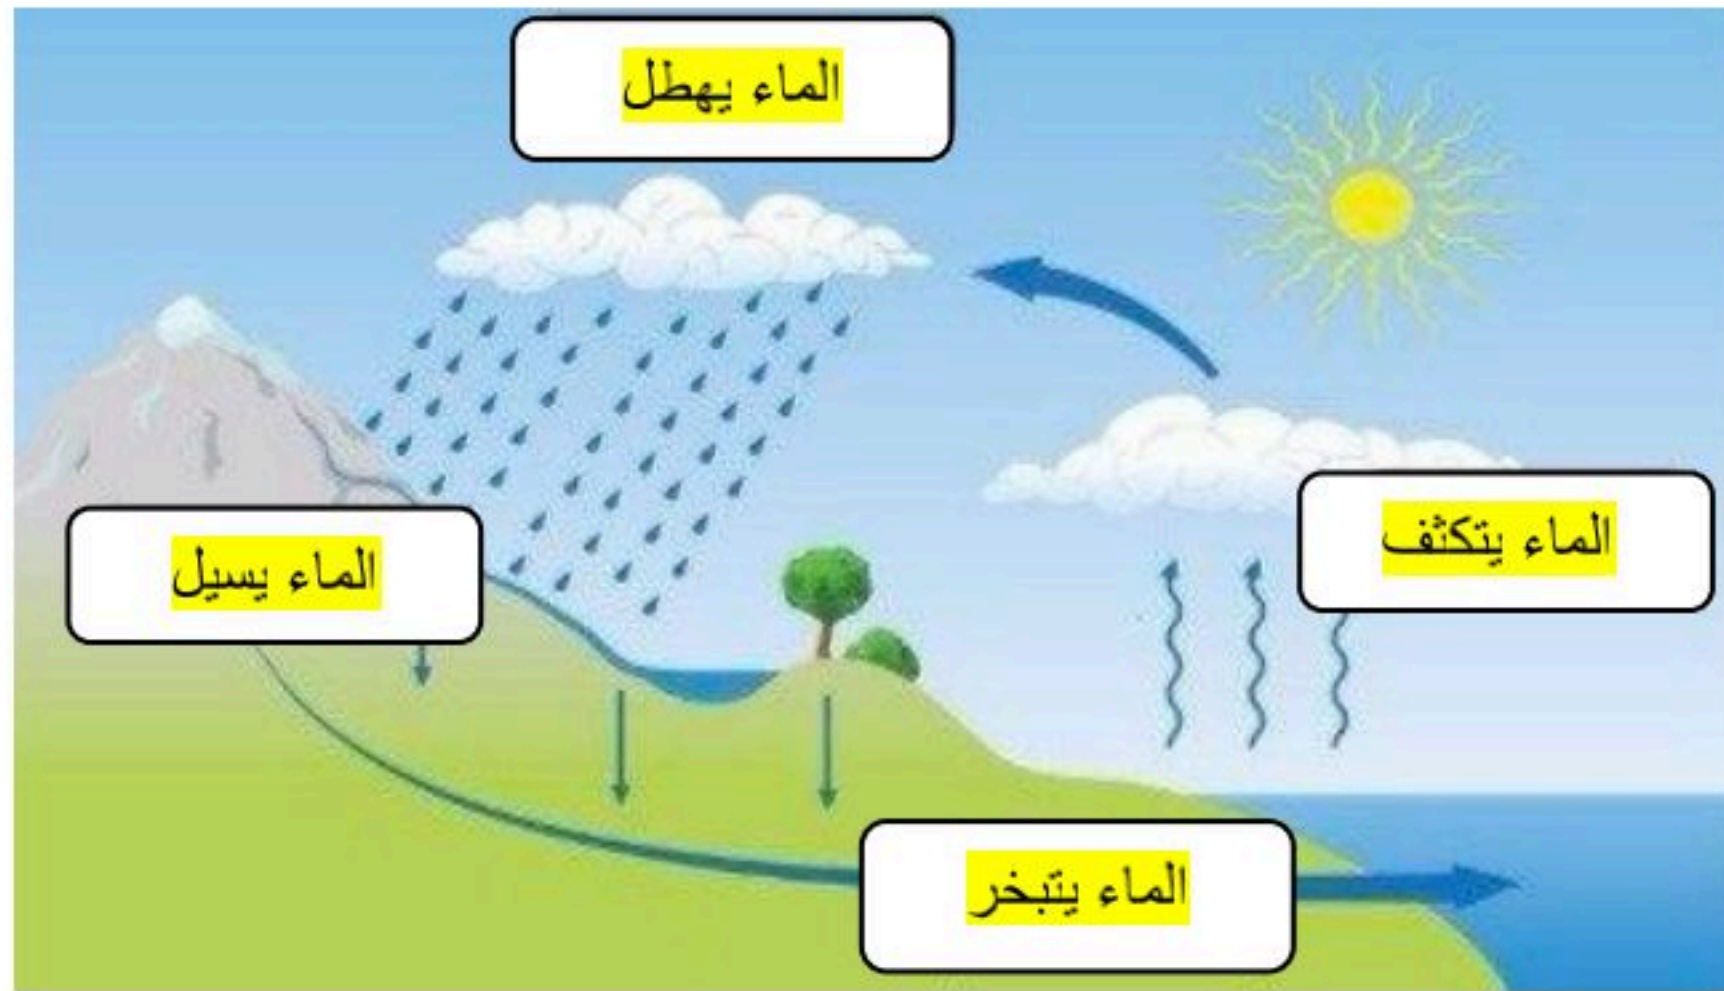 الماء يهطل
الماء يتكثف
الماء يسيل
الماء يتبخر